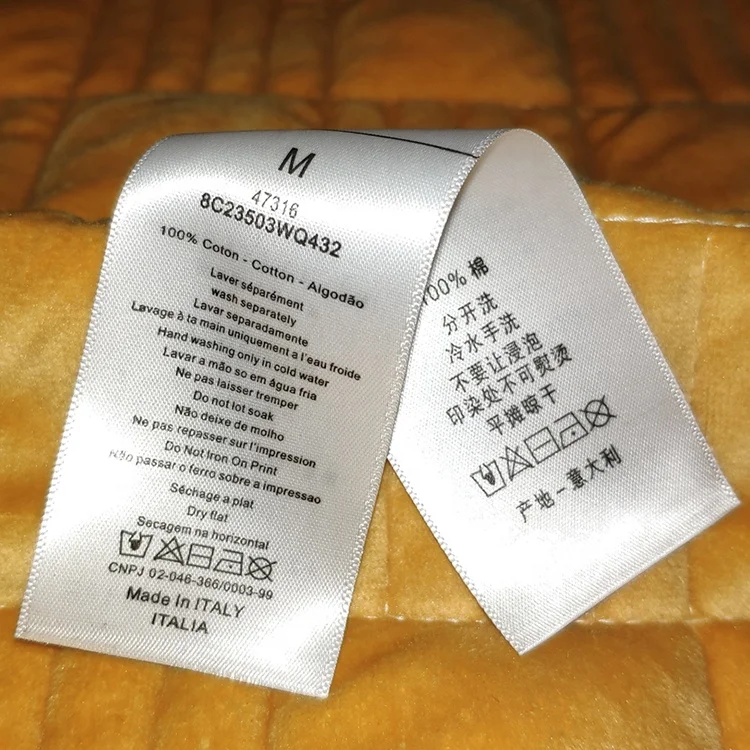 M
47316
8C23503WQ432
100% Coton - Cotton - Algodão
Laver séparément
wash separately
Lavar separadamente
Lavage à ta main uniquement a l'eau froide
Hand washing only in cold water
Lavar a mão so em água fria
Ne pas laisser tremper
Do not lot soak
Não deixe de molho
Ne pas repasser sur l'impression
Do Not Iron On Print
Não passar o ferro sobre a impressao
Séchage a plat
Dry flat
Secagem na horizontal
CNPJ 02-046-366/0003-99
Made In ITALY
ITALIA
100% 棉
分开洗
冷水手洗
不要让浸泡
印染处不可熨烫
平摊晾干
产地-意大利